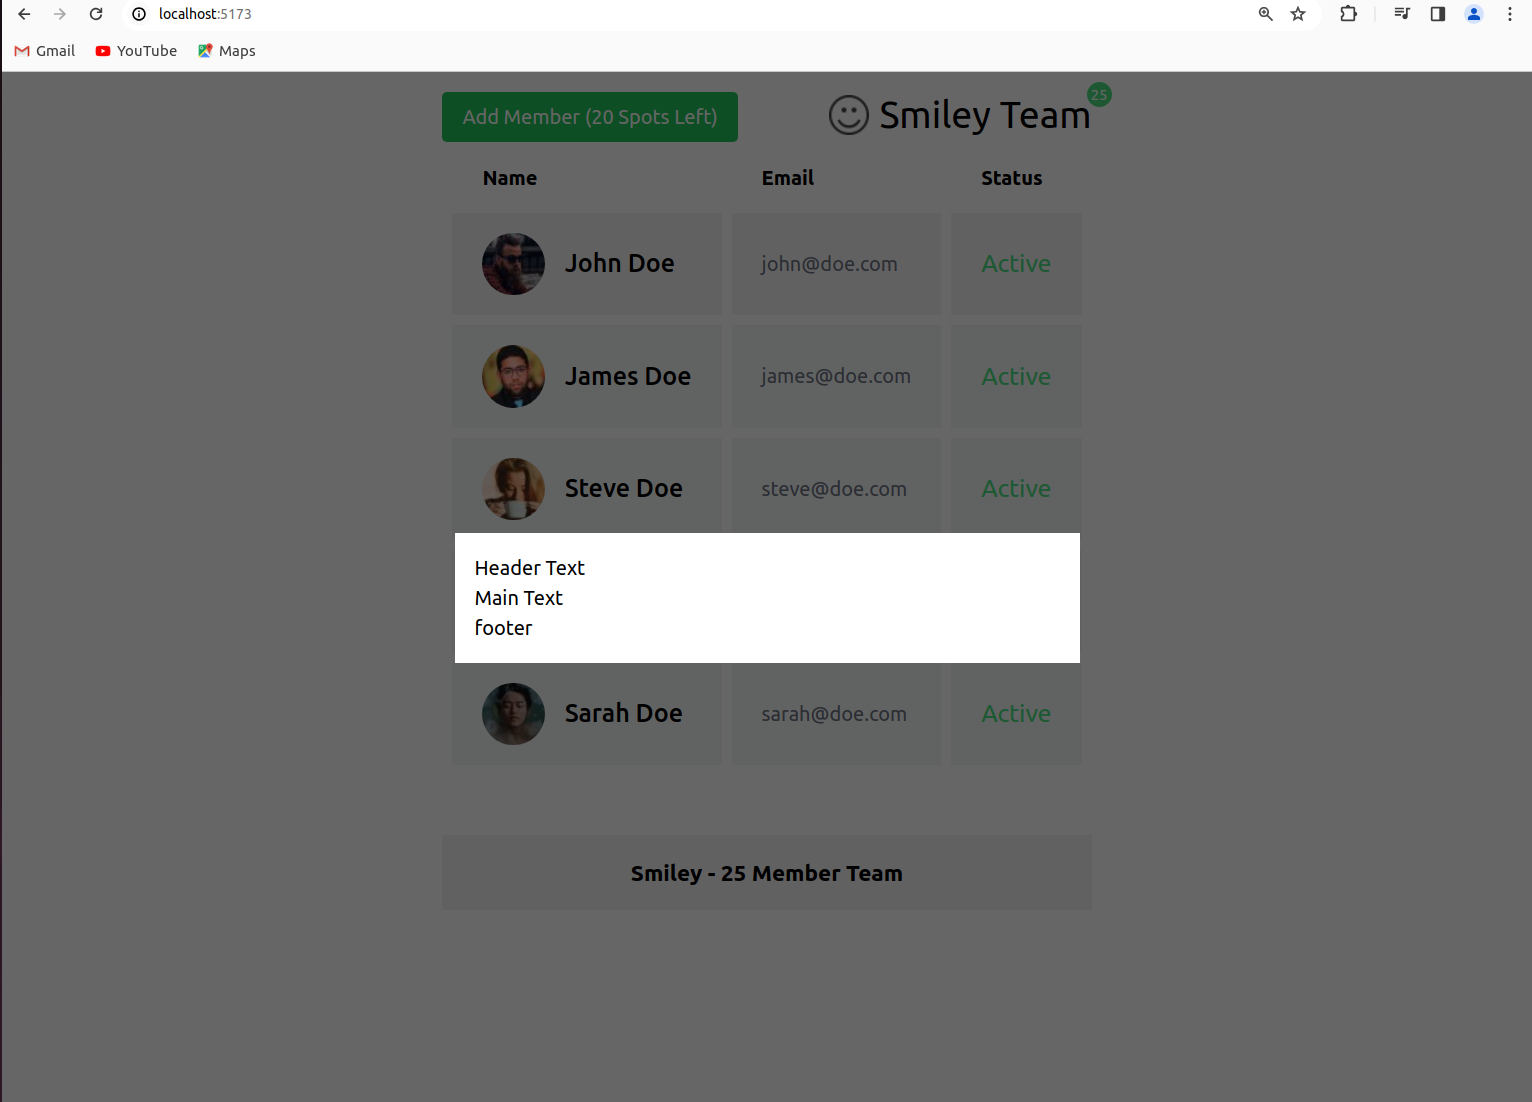 localhost:5173
Gmail YouTube Maps
Add Member (20 Spots Left) Smiley Team 25
Name Email Status
John Doe john@doe.com Active
James Doe james@doe.com Active
Steve Doe steve@doe.com Active
Header Text
Main Text
footer
Sarah Doe sarah@doe.com Active
Smiley - 25 Member Team